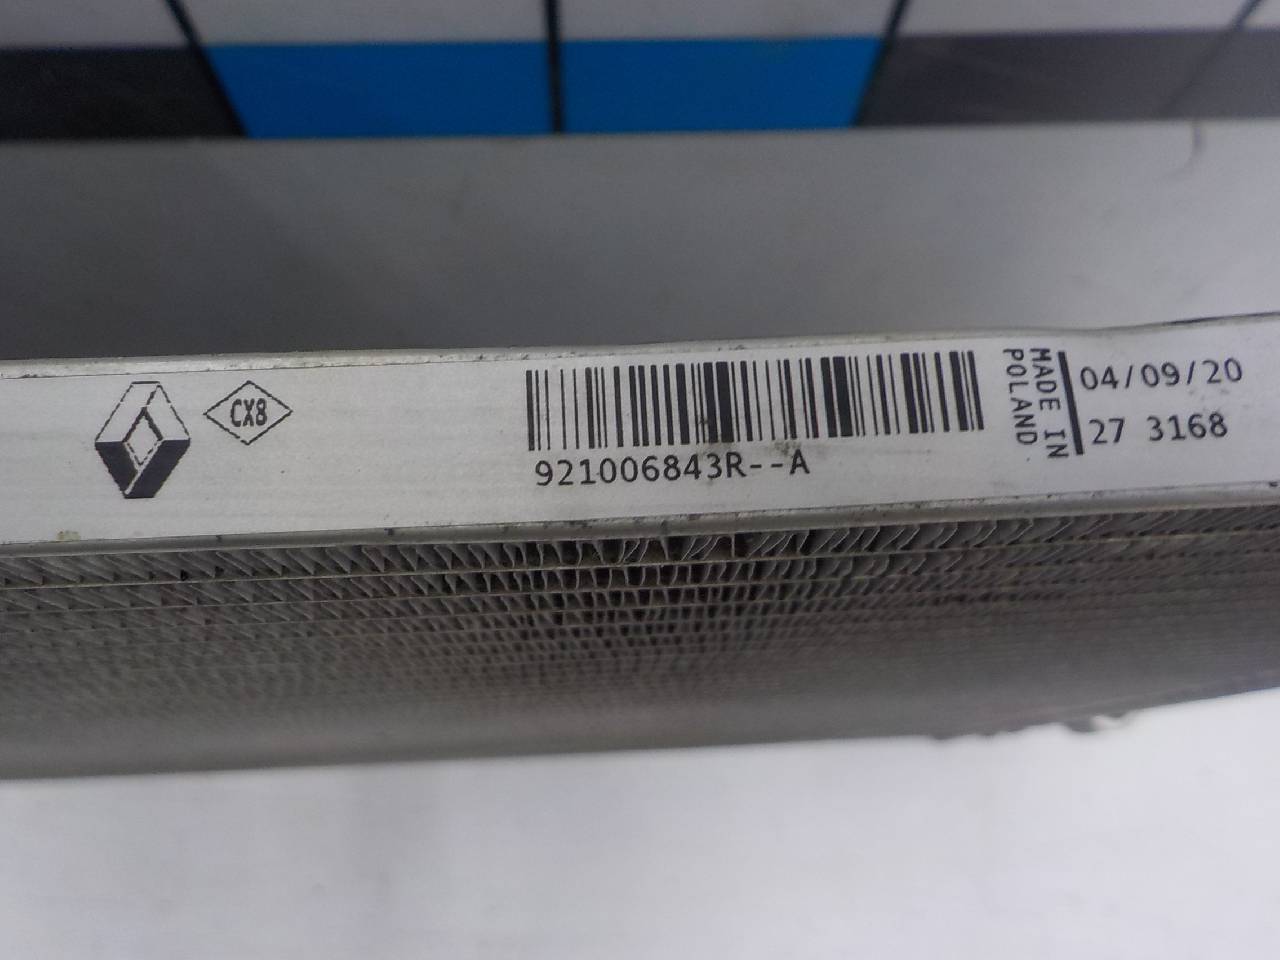 CX8
921006843R--A
MADE IN
POLAND
04/09/20
27 3168